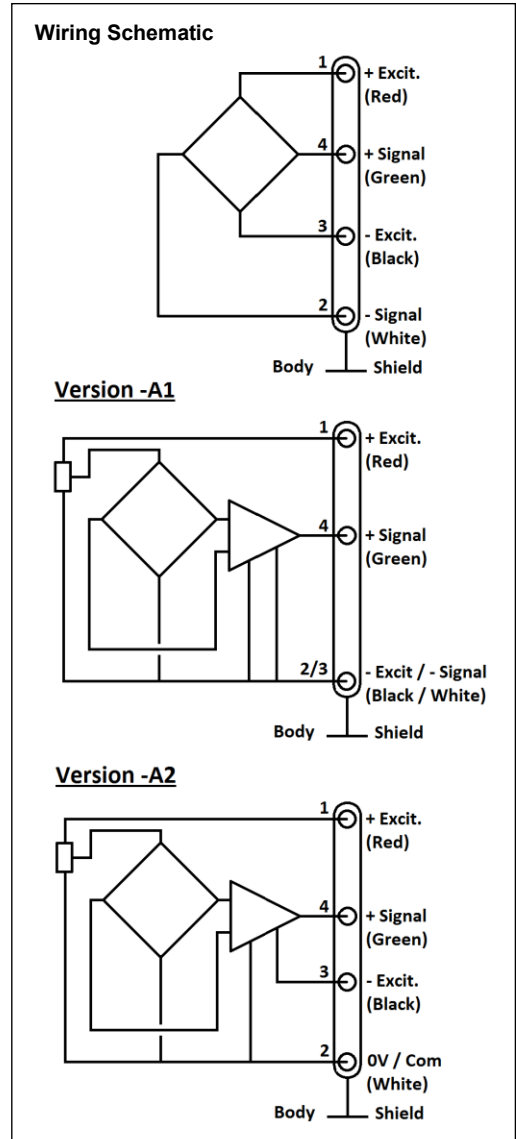 Wiring Schematic
1
+ Excit.
(Red)
4
+ Signal
(Green)
3
- Excit.
(Black)
2
- Signal
(White)
Body Shield
Version -A1
1
+ Excit.
(Red)
4
+ Signal
(Green)
2/3
- Excit / - Signal
(Black / White)
Body Shield
Version -A2
1
+ Excit.
(Red)
4
+ Signal
(Green)
3
- Excit.
(Black)
2
0V / Com
(White)
Body Shield